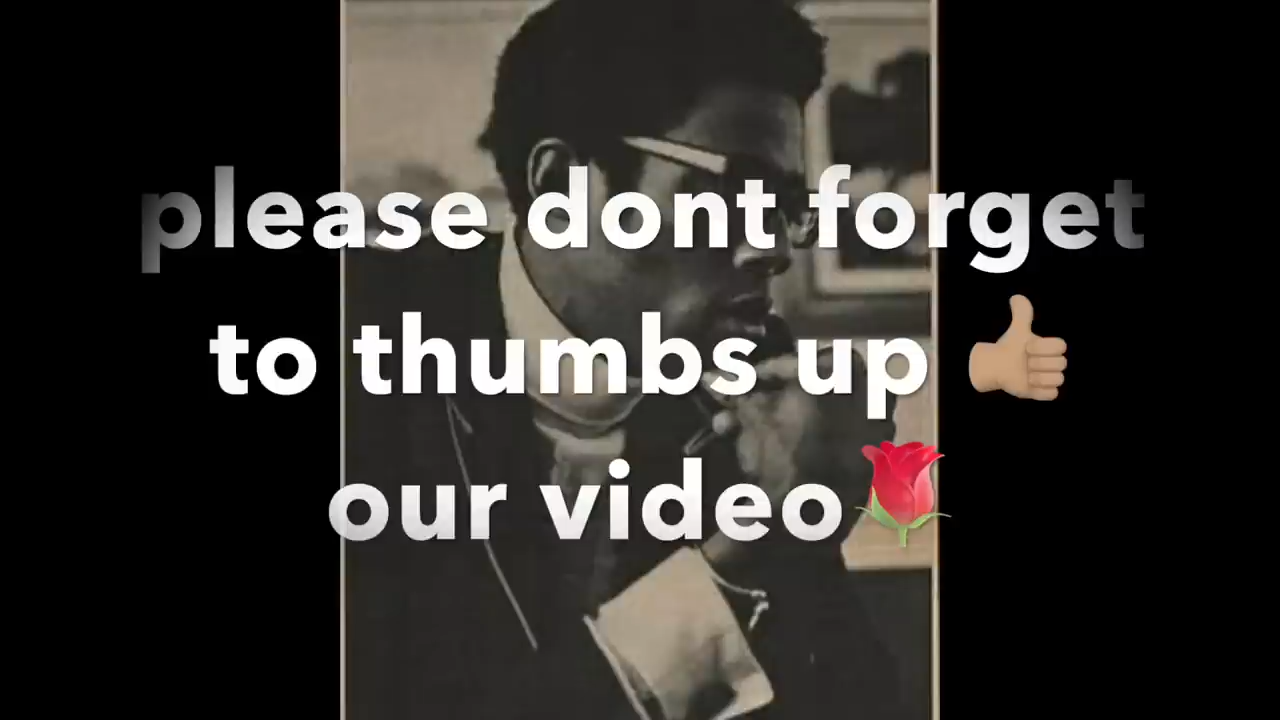 please dont forget
to thumbs up 👍🏼
our video🌹